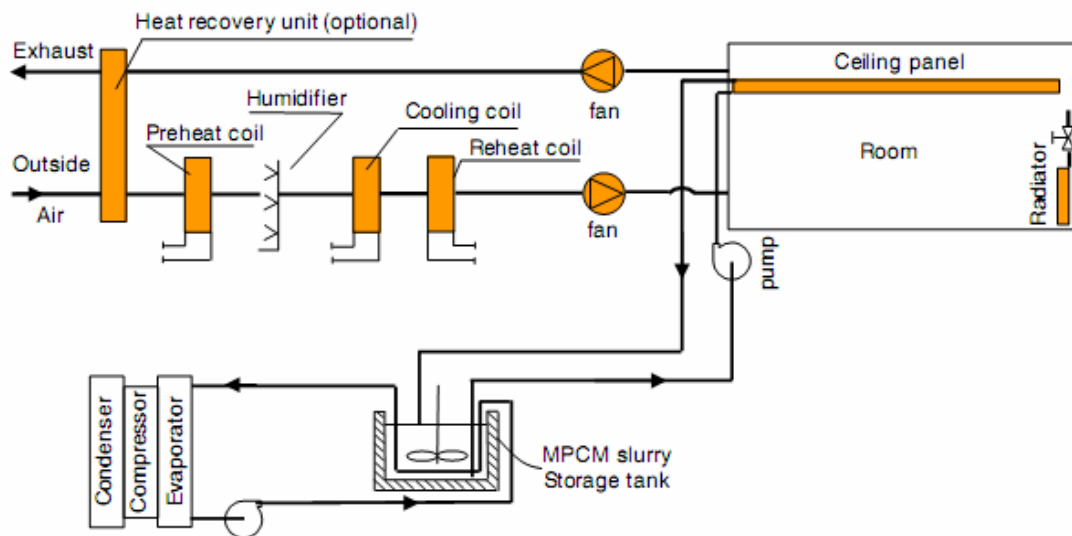 Heat recovery unit (optional)
Exhaust
Ceiling panel
Humidifier
Cooling coil
fan
Preheat coil
Reheat coil
Room
Outside
Air
Radiator
fan
pump
Condenser
Compressor
Evaporator
MPCM slurry
Storage tank